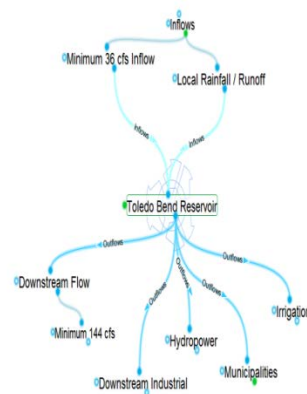 Inflows
Minimum 36 cfs Inflow
Local Rainfall / Runoff
Inflows
Inflows
Toledo Bend Reservoir
Outflows
Outflows
Outflows
Outflows
Outflows
Downstream Flow
Minimum 144 cfs
Irrigation
Hydropower
Municipalities
Downstream Industrial